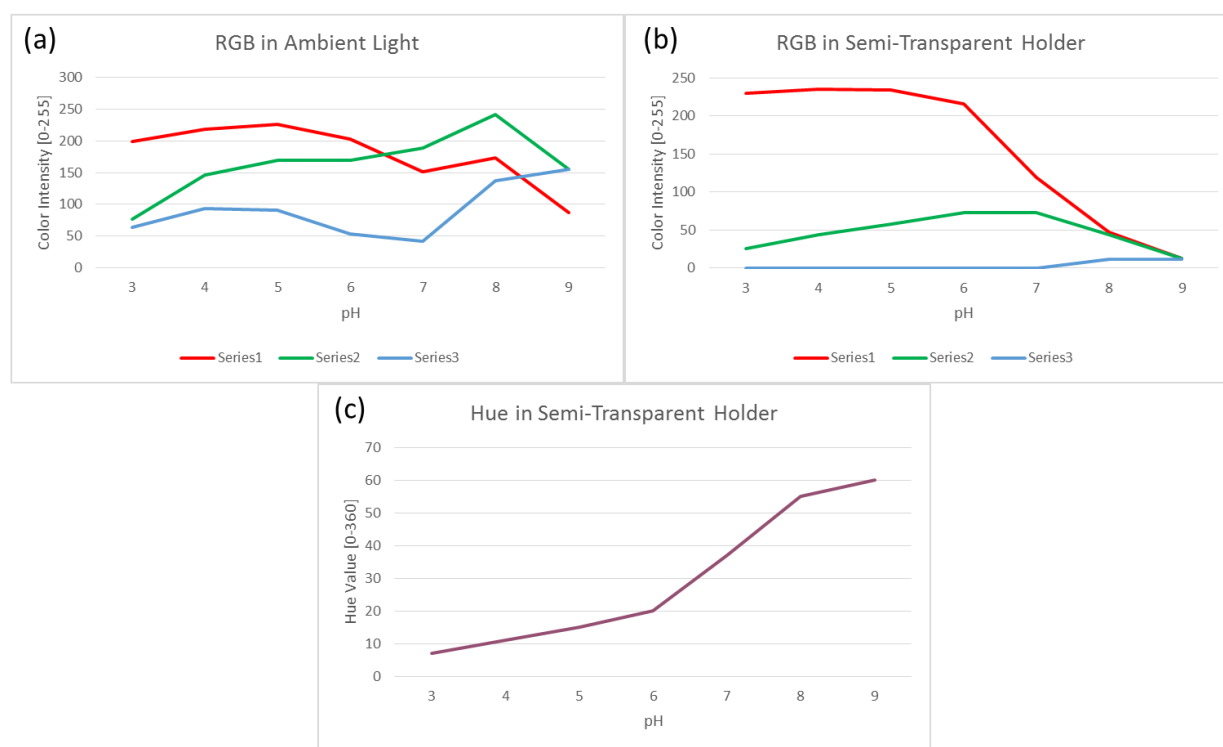 (a)
RGB in Ambient Light
Color Intensity [0-255]
300
250
200
150
100
50
0
3 4 5 6 7 8 9
pH
Series1 Series2 Series3
(b)
RGB in Semi-Transparent Holder
Color Intensity [0-255]
250
200
150
100
50
0
3 4 5 6 7 8 9
pH
Series1 Series2 Series3
(c)
Hue in Semi-Transparent Holder
Hue Value [0-360]
70
60
50
40
30
20
10
0
3 4 5 6 7 8 9
pH